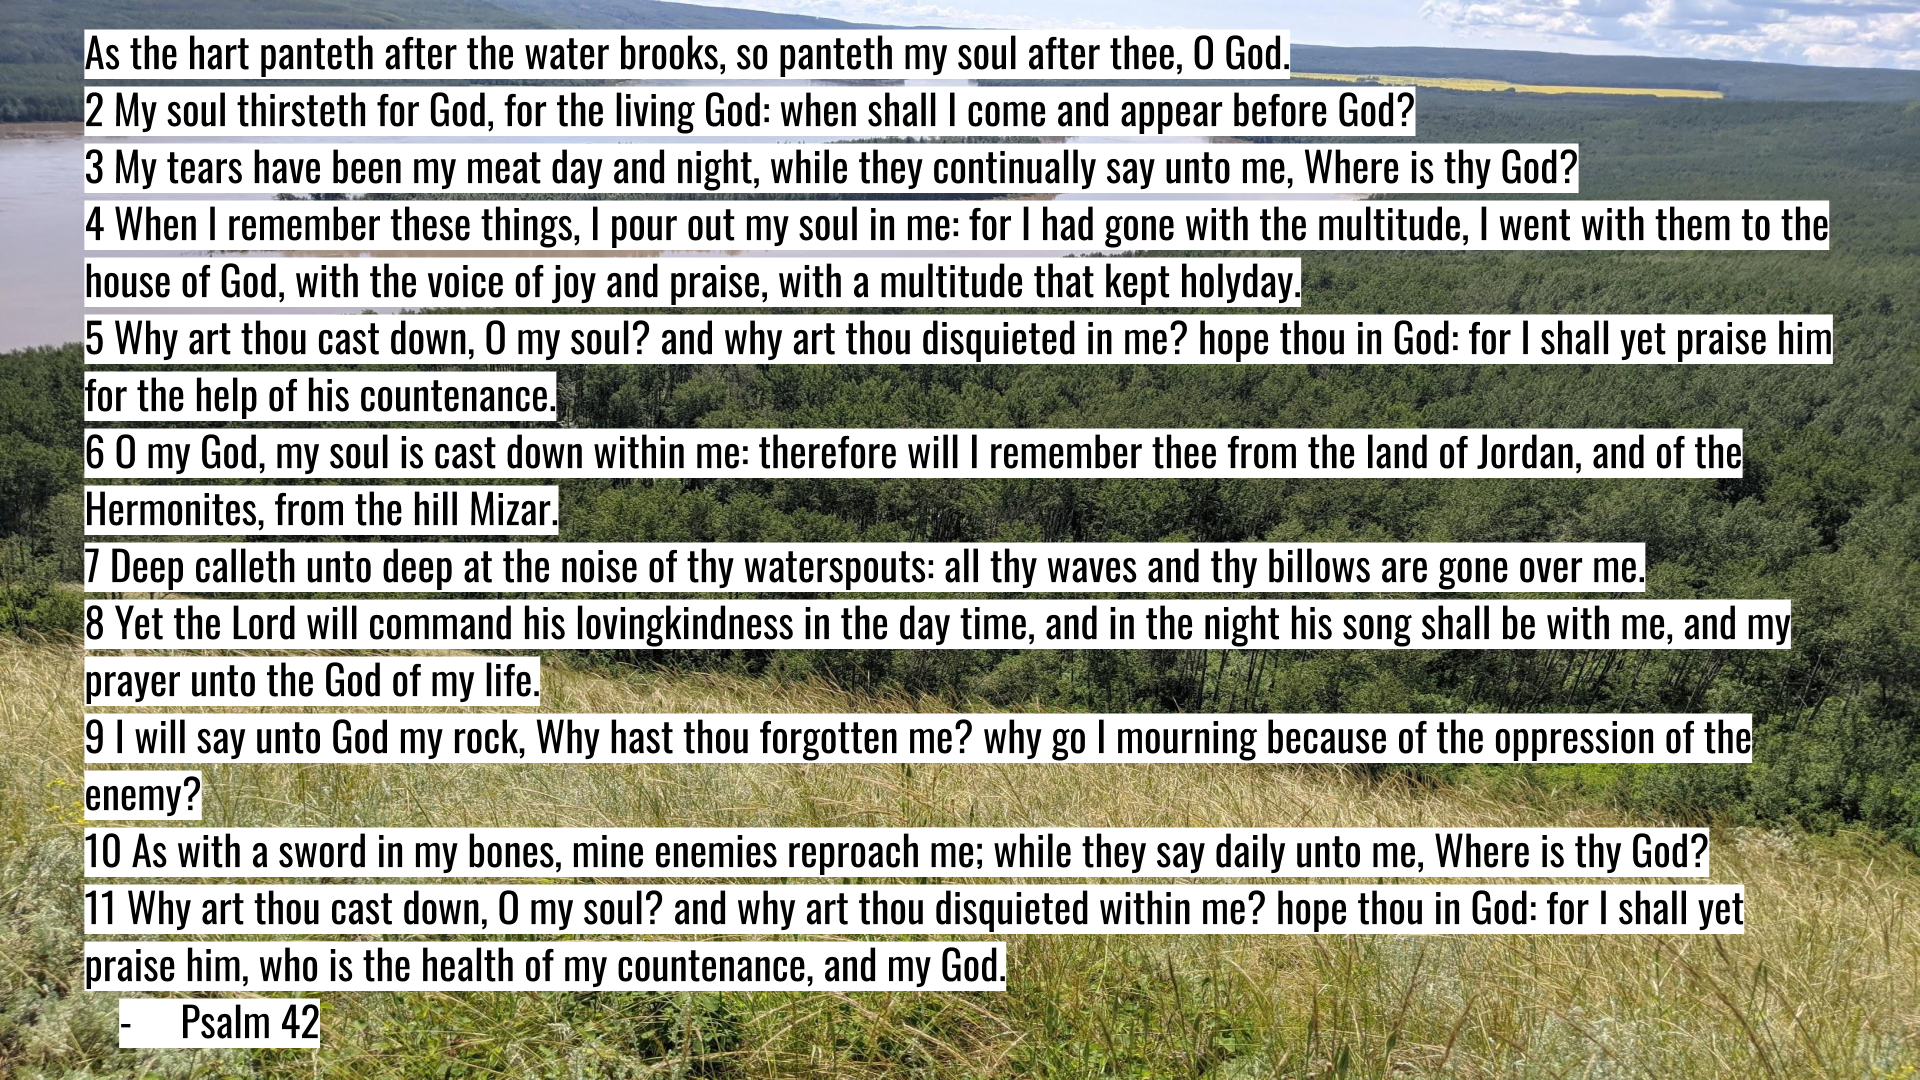 As the hart panteth after the water brooks, so panteth my soul after thee, O God.
2 My soul thirsteth for God, for the living God: when shall I come and appear before God?
3 My tears have been my meat day and night, while they continually say unto me, Where is thy God?
4 When I remember these things, I pour out my soul in me: for I had gone with the multitude, I went with them to the
house of God, with the voice of joy and praise, with a multitude that kept holyday.
5 Why art thou cast down, O my soul? and why art thou disquieted in me? hope thou in God: for I shall yet praise him
for the help of his countenance.
6 O my God, my soul is cast down within me: therefore will I remember thee from the land of Jordan, and of the
Hermonites, from the hill Mizar.
7 Deep calleth unto deep at the noise of thy waterspouts: all thy waves and thy billows are gone over me.
8 Yet the Lord will command his lovingkindness in the day time, and in the night his song shall be with me, and my
prayer unto the God of my life.
9 I will say unto God my rock, Why hast thou forgotten me? why go I mourning because of the oppression of the
enemy?
10 As with a sword in my bones, mine enemies reproach me; while they say daily unto me, Where is thy God?
11 Why art thou cast down, O my soul? and why art thou disquieted within me? hope thou in God: for I shall yet
praise him, who is the health of my countenance, and my God.
- Psalm 42